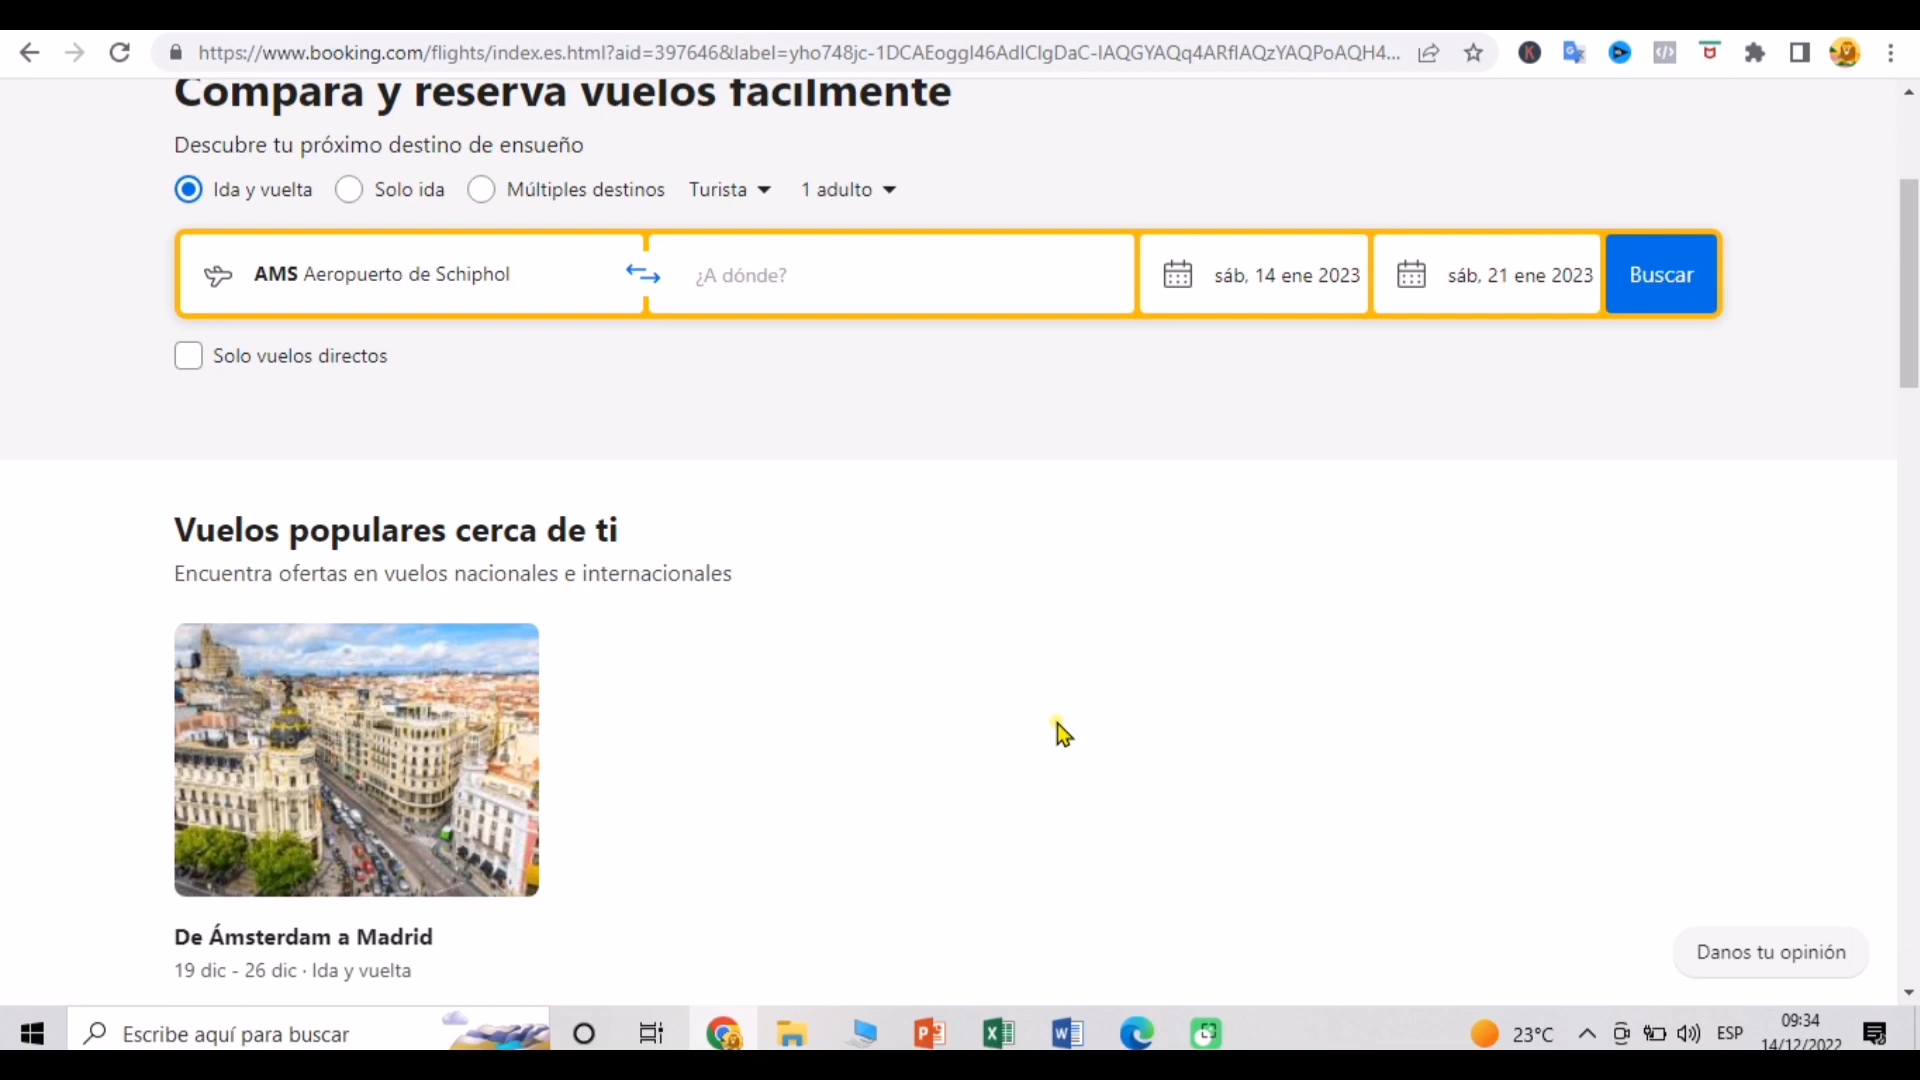 https://www.booking.com/flights/index.es.html?aid=397646&label=yho748jc-1DCAEoggI46AdICIgDaC-IAQGYAQq4ARfIAQzYAQPoAQH4...
Compara y reserva vuelos fácilmente
Descubre tu próximo destino de ensueño
Ida y vuelta Solo ida Múltiples destinos Turista 1 adulto
AMS Aeropuerto de Schiphol ¿A dónde? sáb, 14 ene 2023 sáb, 21 ene 2023 Buscar
Solo vuelos directos
Vuelos populares cerca de ti
Encuentra ofertas en vuelos nacionales e internacionales
De Ámsterdam a Madrid
19 dic - 26 dic · Ida y vuelta
Danos tu opinión
Escribe aquí para buscar
23°C ESP 09:34
14/12/2022